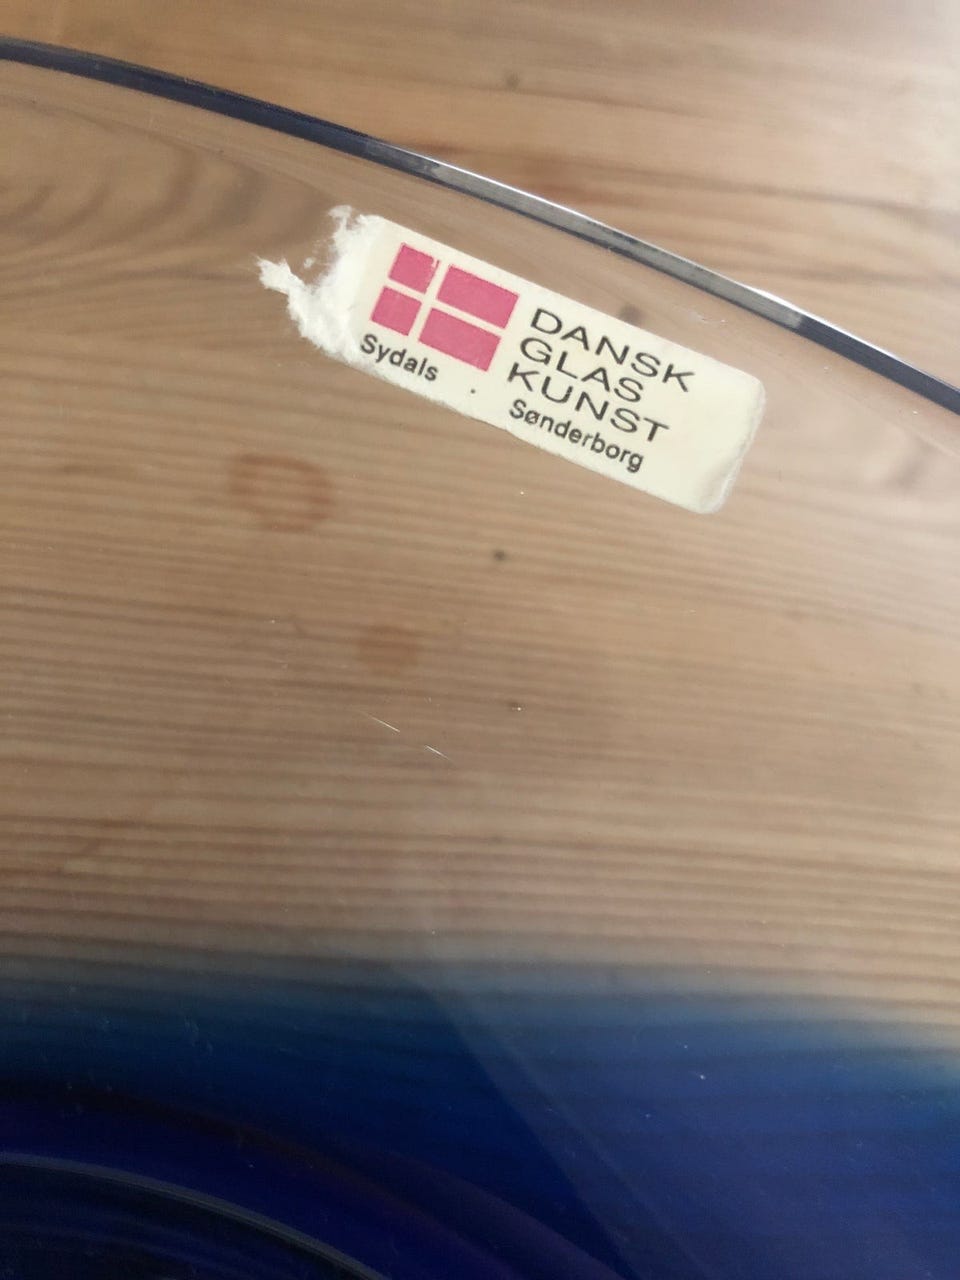 DANSK
GLAS
KUNST
Sydals · Sønderborg